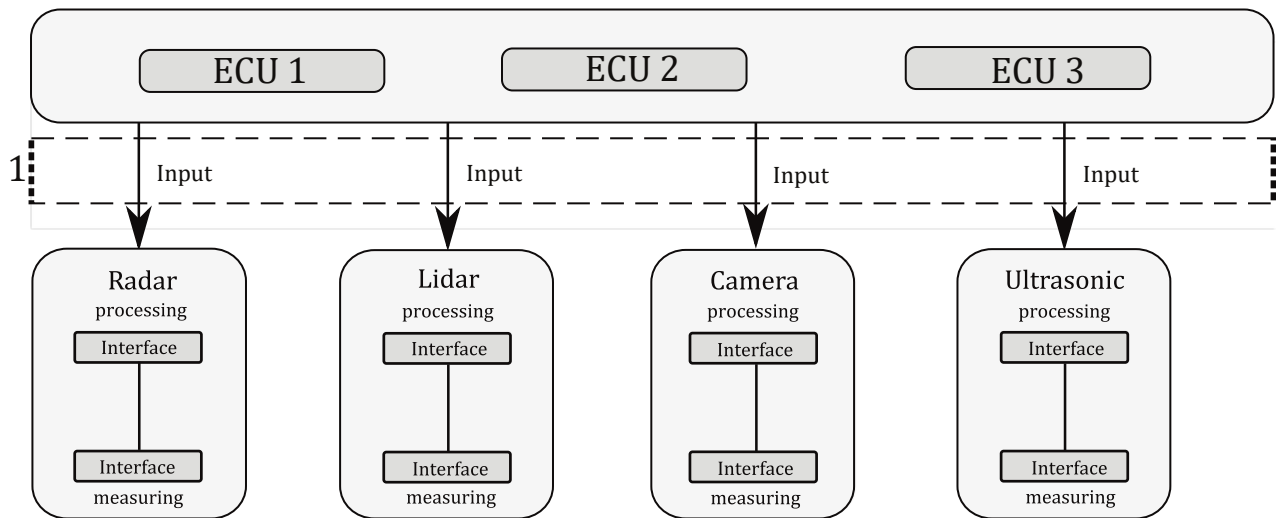 ECU 1
ECU 2
ECU 3
1
Input
Input
Input
Input
Radar
processing
Interface
Interface
measuring
Lidar
processing
Interface
Interface
measuring
Camera
processing
Interface
Interface
measuring
Ultrasonic
processing
Interface
Interface
measuring